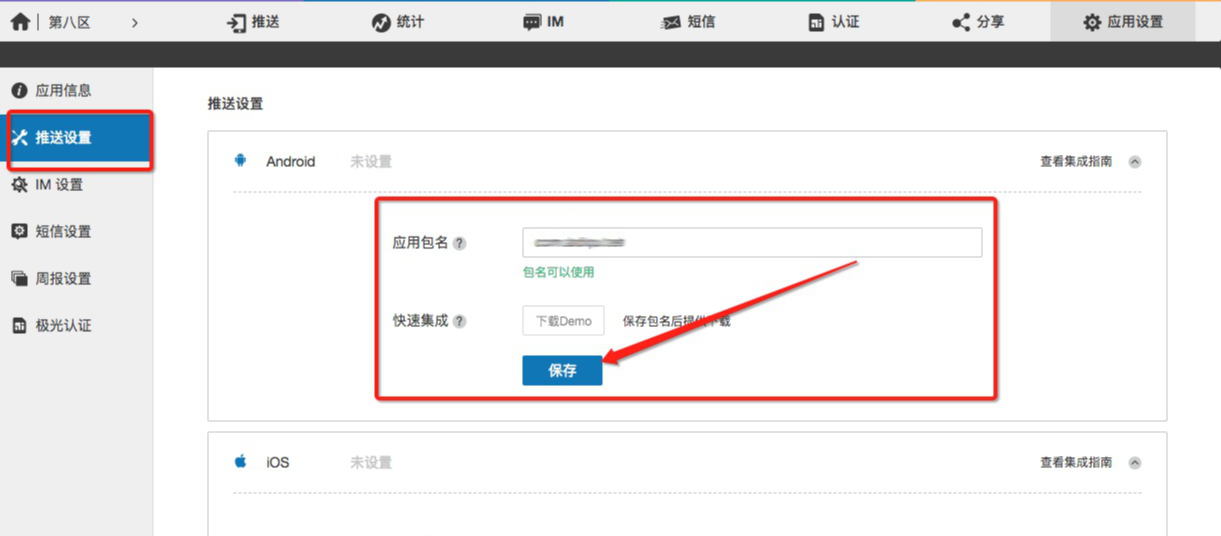 第八区 推送 统计 IM 短信 认证 分享 应用设置
应用信息
推送设置
IM 设置
短信设置
周报设置
极光认证
推送设置
Android 未设置 查看集成指南
应用包名 ?
包名可以使用
快速集成 ? 下载Demo 保存包名后提供下载
保存
iOS 未设置 查看集成指南